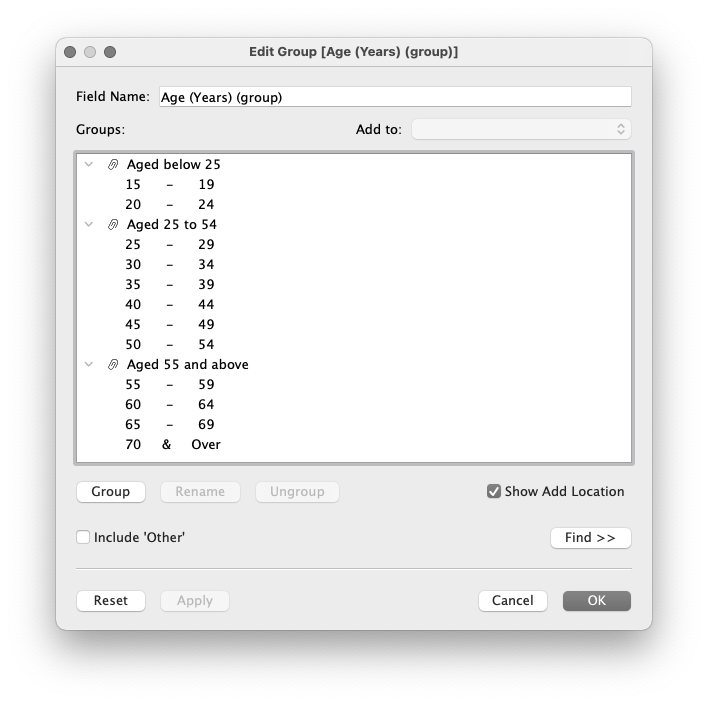 Edit Group [Age (Years) (group)]
Field Name: Age (Years) (group)
Groups: Add to:
Aged below 25
15 - 19
20 - 24
Aged 25 to 54
25 - 29
30 - 34
35 - 39
40 - 44
45 - 49
50 - 54
Aged 55 and above
55 - 59
60 - 64
65 - 69
70 & Over
Group Rename Ungroup Show Add Location
Include 'Other' Find >>
Reset Apply Cancel OK